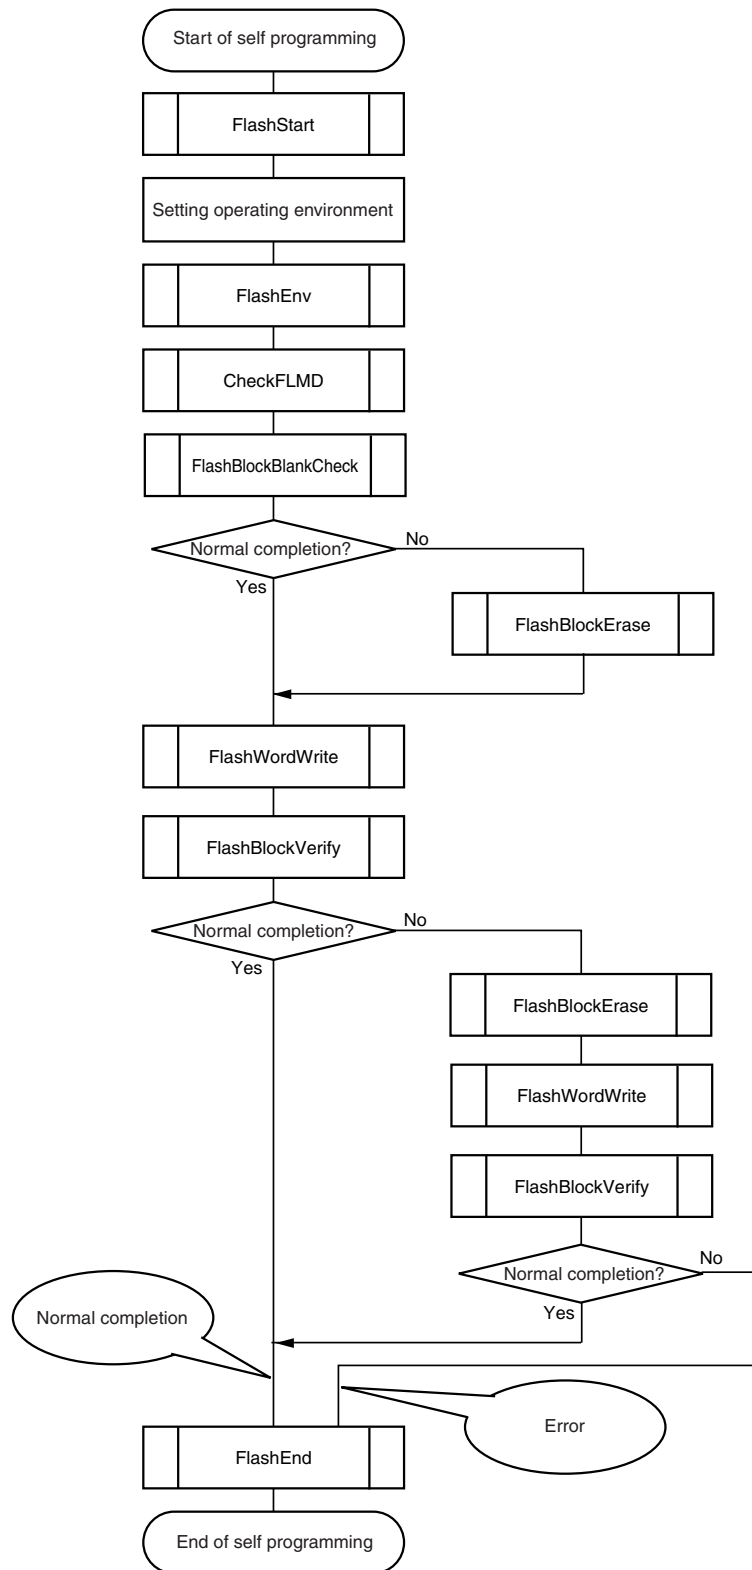 Start of self programming
FlashStart
Setting operating environment
FlashEnv
CheckFLMD
FlashBlockBlankCheck
Normal completion?
No
Yes
FlashBlockErase
FlashWordWrite
FlashBlockVerify
Normal completion?
No
Yes
FlashBlockErase
FlashWordWrite
FlashBlockVerify
Normal completion?
No
Yes
Normal completion
Error
FlashEnd
End of self programming